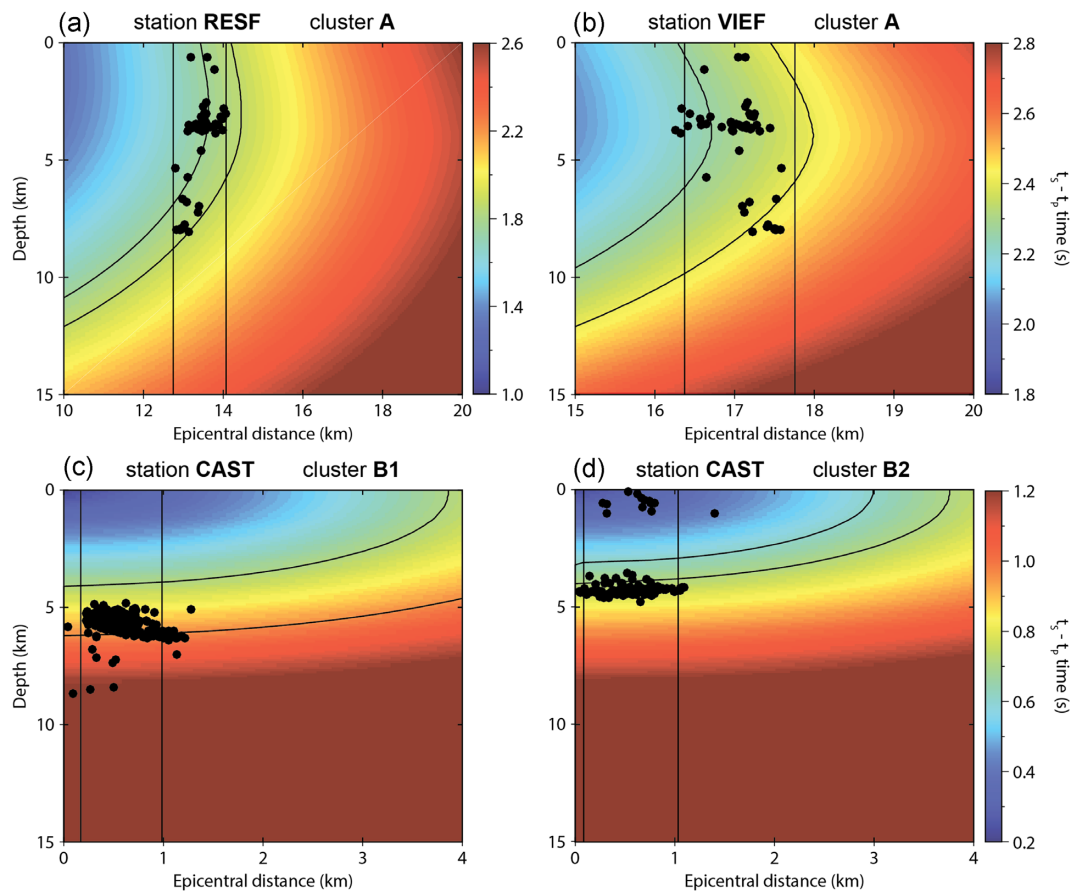 (a) station RESF cluster A
(b) station VIEF cluster A
0
5
10
15
Depth (km)
10 12 14 16 18 20
Epicentral distance (km)
2.6
2.2
1.8
1.4
1.0
0
5
10
15
15 16 17 18 19 20
Epicentral distance (km)
2.8
2.6
2.4
2.2
2.0
1.8
tS - tP time (s)
(c) station CAST cluster B1
(d) station CAST cluster B2
0
5
10
15
Depth (km)
0 1 2 3 4
Epicentral distance (km)
0
5
10
15
0 1 2 3 4
Epicentral distance (km)
1.2
1.0
0.8
0.6
0.4
0.2
tS - tP time (s)